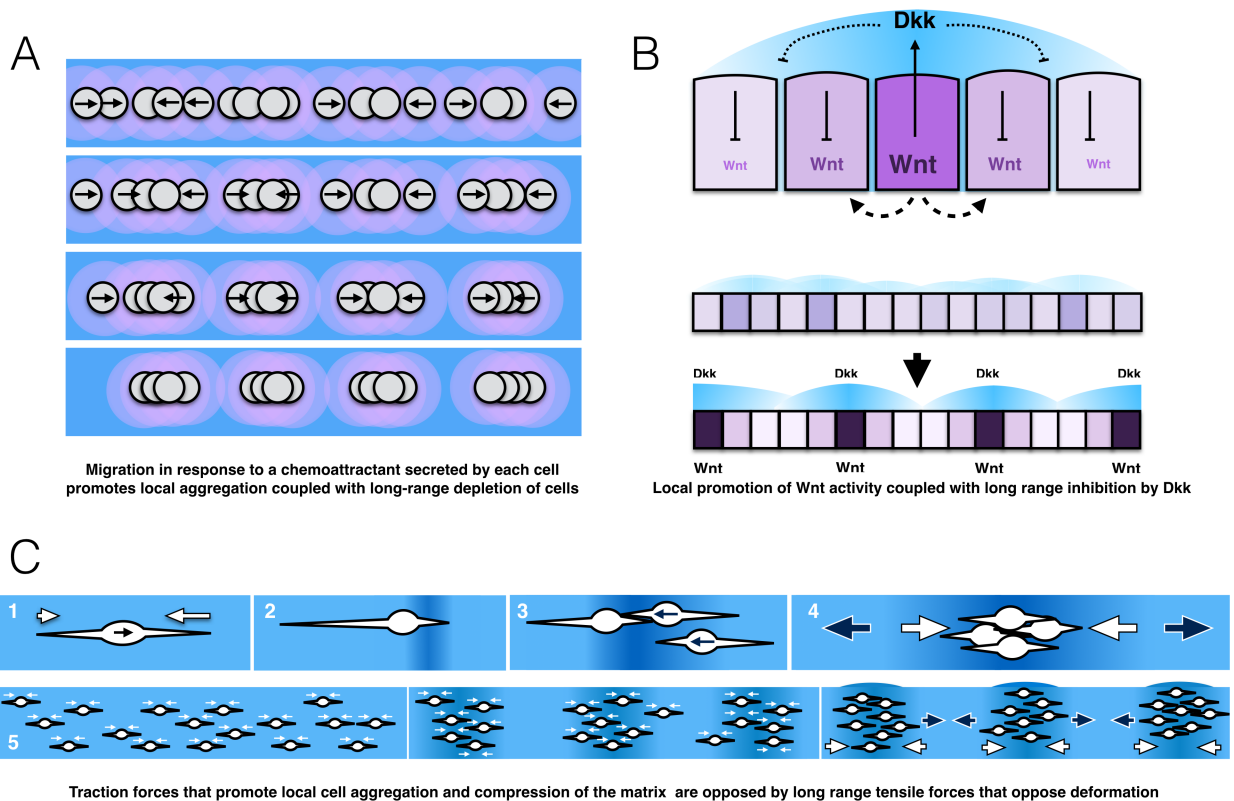 A
B
Dkk
Wnt
Wnt
Wnt
Wnt
Wnt
Dkk
Dkk
Dkk
Dkk
Wnt
Wnt
Wnt
Wnt
Migration in response to a chemoattractant secreted by each cell
promotes local aggregation coupled with long-range depletion of cells
Local promotion of Wnt activity coupled with long range inhibition by Dkk
C
1
2
3
4
5
Traction forces that promote local cell aggregation and compression of the matrix are opposed by long range tensile forces that oppose deformation